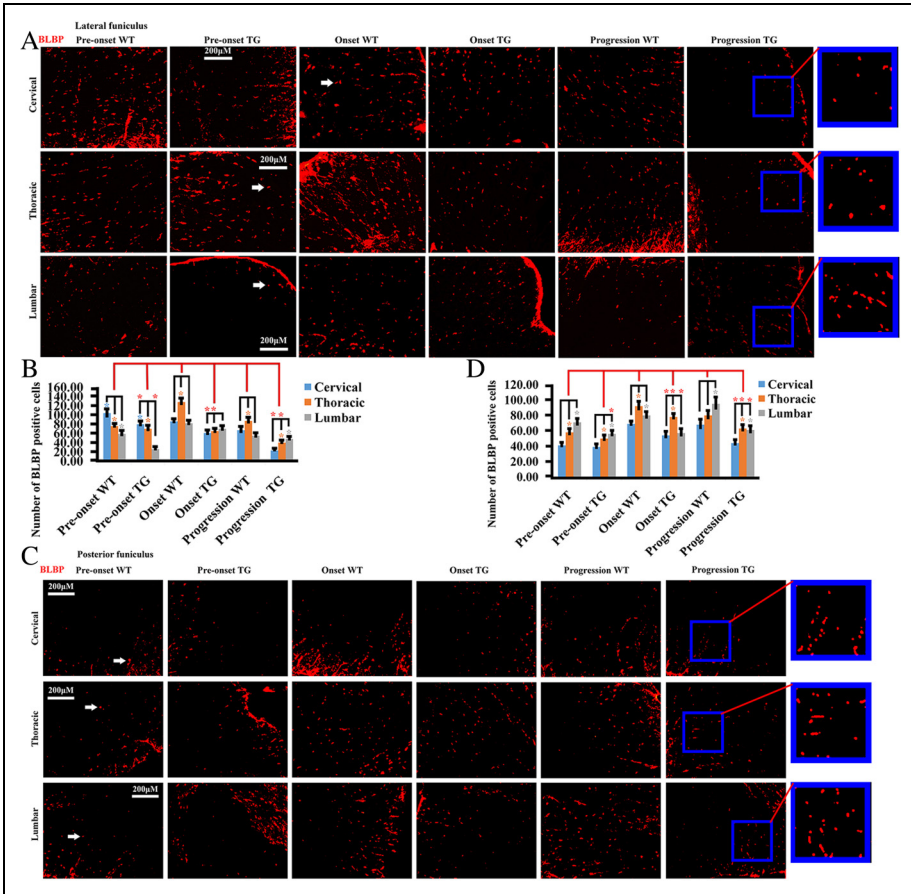 A
Lateral funiculus
BLBP Pre-onset WT Pre-onset TG Onset WT Onset TG Progression WT Progression TG
200μM
Cervical
200μM
Thoracic
200μM
Lumbar
B
160.00
140.00
120.00
100.00
80.00
60.00
40.00
20.00
0.00
Number of BLBP positive cells
Cervical
Thoracic
Lumbar
Pre-onset WT
Pre-onset TG
Onset WT
Onset TG
Progression WT
Progression TG
D
120.00
100.00
80.00
60.00
40.00
20.00
0.00
Number of BLBP positive cells
Cervical
Thoracic
Lumbar
Pre-onset WT
Pre-onset TG
Onset WT
Onset TG
Progression WT
Progression TG
C
Posterior funiculus
BLBP Pre-onset WT Pre-onset TG Onset WT Onset TG Progression WT Progression TG
200μM
Cervical
200μM
Thoracic
200μM
Lumbar